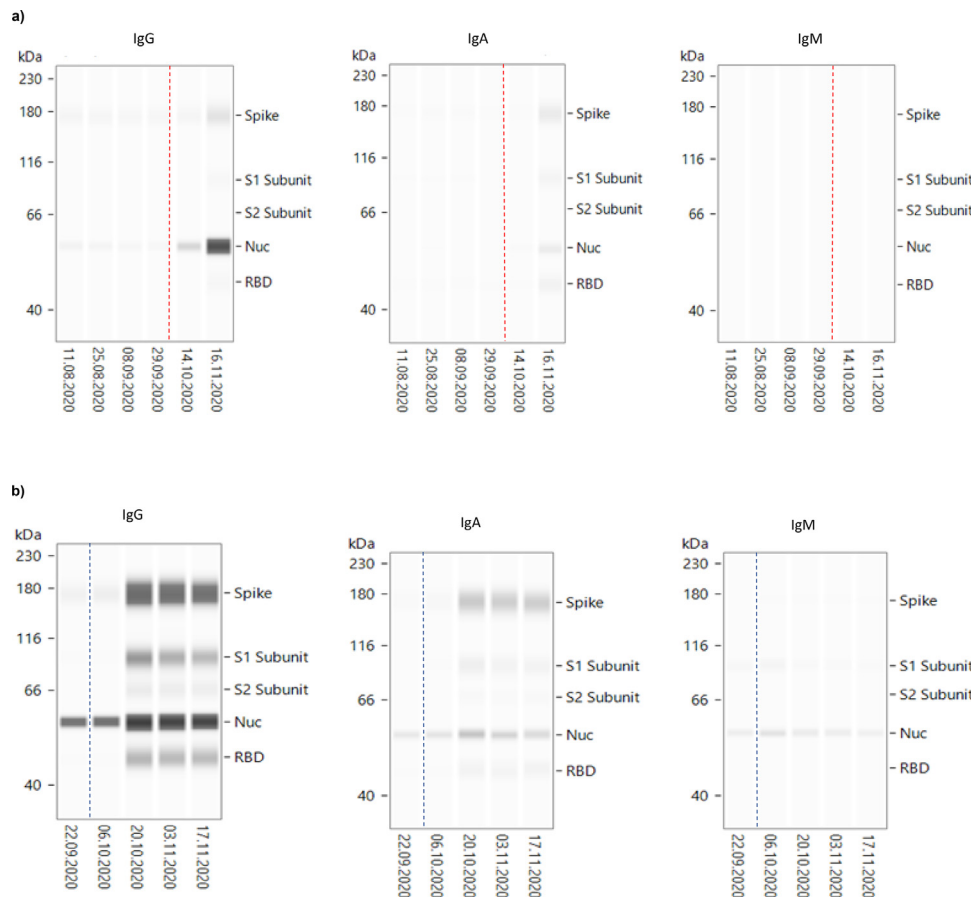 a)
IgG
IgA
IgM
kDa
230
180
116
66
40
Spike
S1 Subunit
S2 Subunit
Nuc
RBD
11.08.2020
25.08.2020
08.09.2020
29.09.2020
14.10.2020
16.11.2020
kDa
230
180
116
66
40
Spike
S1 Subunit
S2 Subunit
Nuc
RBD
11.08.2020
25.08.2020
08.09.2020
29.09.2020
14.10.2020
16.11.2020
kDa
230
180
116
66
40
Spike
S1 Subunit
S2 Subunit
Nuc
RBD
11.08.2020
25.08.2020
08.09.2020
29.09.2020
14.10.2020
16.11.2020
b)
IgG
IgA
IgM
kDa
230
180
116
66
40
Spike
S1 Subunit
S2 Subunit
Nuc
RBD
22.09.2020
06.10.2020
20.10.2020
03.11.2020
17.11.2020
kDa
230
180
116
66
40
Spike
S1 Subunit
S2 Subunit
Nuc
RBD
22.09.2020
06.10.2020
20.10.2020
03.11.2020
17.11.2020
kDa
230
180
116
66
40
Spike
S1 Subunit
S2 Subunit
Nuc
RBD
22.09.2020
06.10.2020
20.10.2020
03.11.2020
17.11.2020